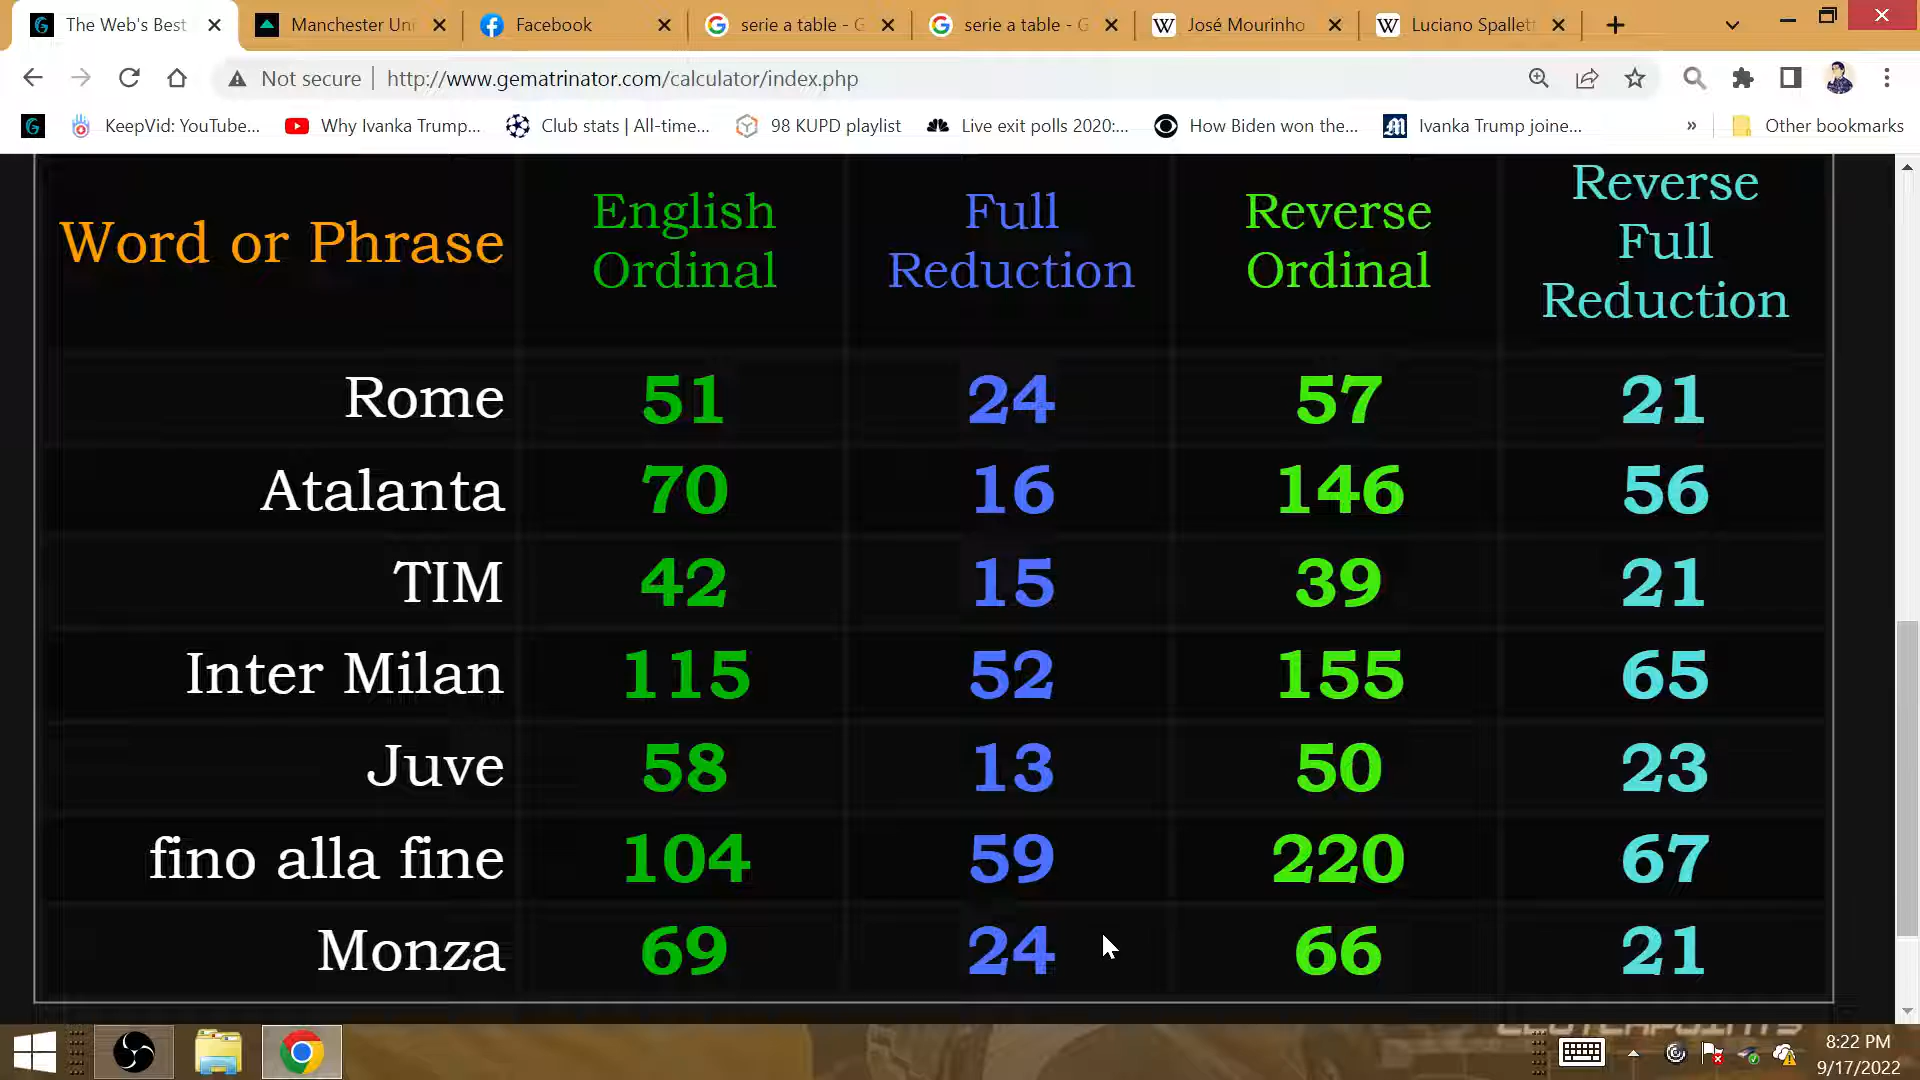 The Web's Best
Manchester Uni
Facebook
serie a table - G
serie a table - G
José Mourinho
Luciano Spallett
Not secure
http://www.gematrinator.com/calculator/index.php
KeepVid: YouTube...
Why Ivanka Trump...
Club stats | All-time...
98 KUPD playlist
Live exit polls 2020:...
How Biden won the...
Ivanka Trump joine...
»
Other bookmarks
Word or Phrase
English
Ordinal
Full
Reduction
Reverse
Ordinal
Reverse
Full
Reduction
Rome 51 24 57 21
Atalanta 70 16 146 56
TIM 42 15 39 21
Inter Milan 115 52 155 65
Juve 58 13 50 23
fino alla fine 104 59 220 67
Monza 69 24 66 21
8:22 PM
9/17/2022